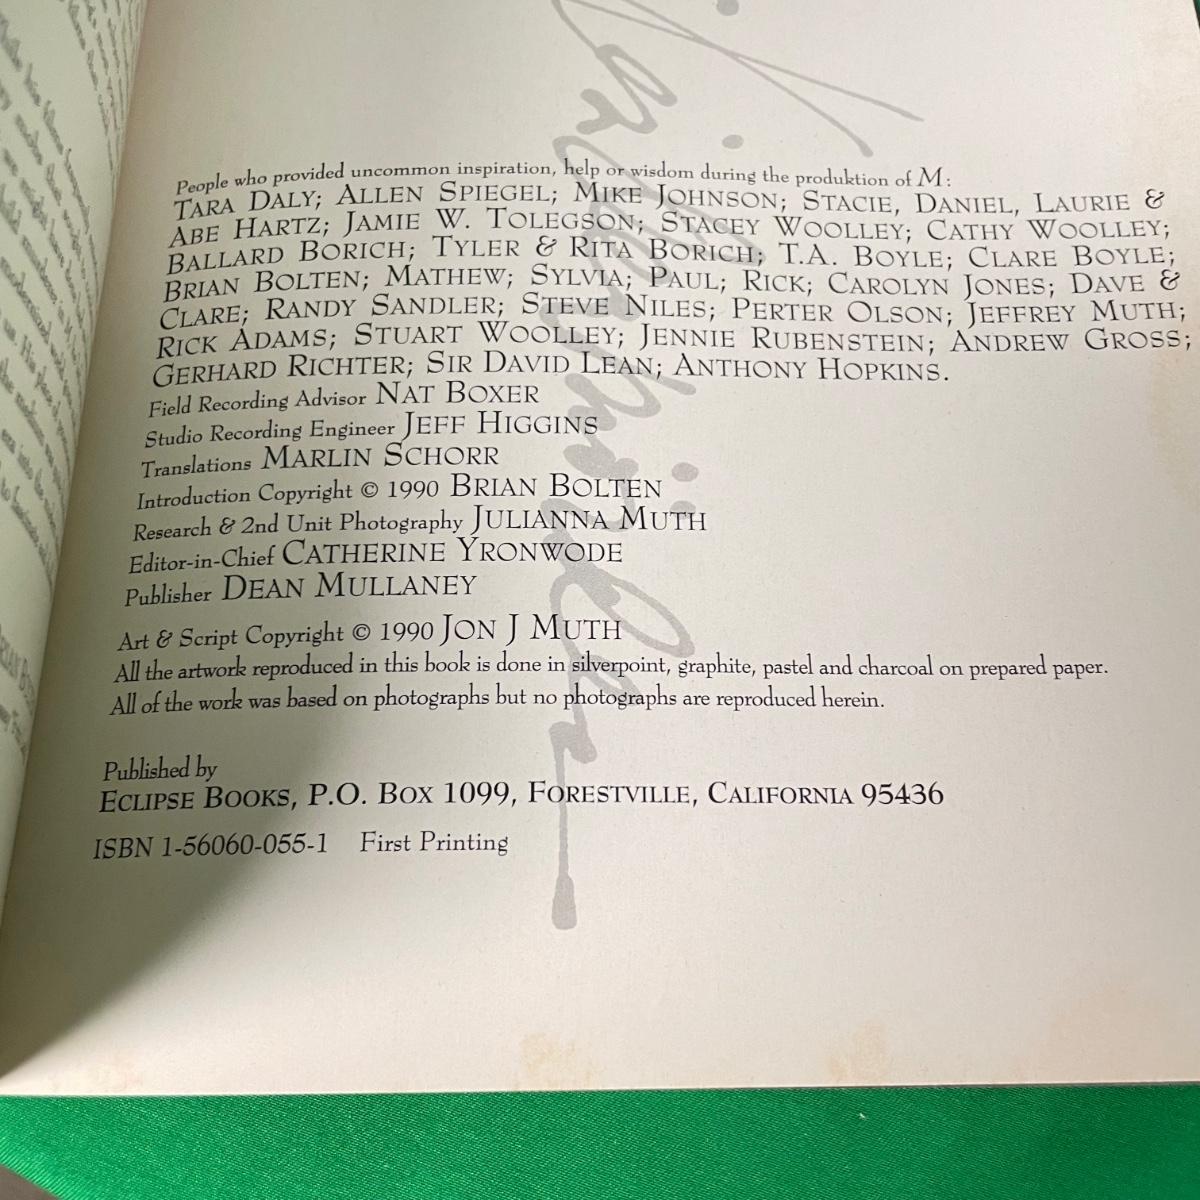 People who provided uncommon inspiration, help or wisdom during the produktion of M:
TARA DALY; ALLEN SPIEGEL; MIKE JOHNSON; STACIE, DANIEL, LAURIE &
ABE HARTZ; JAMIE W. TOLEGSON; STACEY WOOLLEY; CATHY WOOLLEY;
BALLARD BORICH; TYLER & RITA BORICH; T.A. BOYLE; CLARE BOYLE;
BRIAN BOLTEN; MATHEW; SYLVIA; PAUL; RICK; CAROLYN JONES; DAVE &
CLARE; RANDY SANDLER; STEVE NILES; PERTER OLSON; JEFFREY MUTH;
RICK ADAMS; STUART WOOLLEY; JENNIE RUBENSTEIN; ANDREW GROSS;
GERHARD RICHTER; SIR DAVID LEAN; ANTHONY HOPKINS.
Field Recording Advisor NAT BOXER
Studio Recording Engineer JEFF HIGGINS
Translations MARLIN SCHORR
Introduction Copyright © 1990 BRIAN BOLTEN
Research & 2nd Unit Photography JULIANNA MUTH
Editor-in-Chief CATHERINE YRONWODE
Publisher DEAN MULLANEY
Art & Script Copyright © 1990 JON J MUTH
All the artwork reproduced in this book is done in silverpoint, graphite, pastel and charcoal on prepared paper.
All of the work was based on photographs but no photographs are reproduced herein.
Published by
ECLIPSE BOOKS, P.O. BOX 1099, FORESTVILLE, CALIFORNIA 95436
ISBN 1-56060-055-1 First Printing